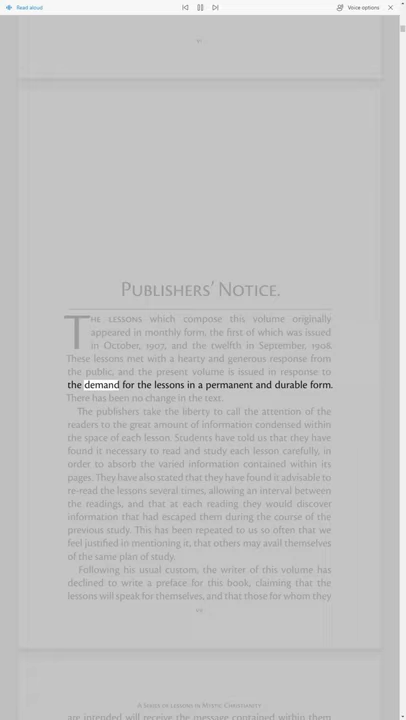 Read aloud
Voice options
Publishers' Notice.
The lessons which compose this volume originally
appeared in monthly form, the first of which was issued
in October, 1907, and the twelfth in September, 1908.
These lessons met with a hearty and generous response from
the public, and the present volume is issued in response to
the demand for the lessons in a permanent and durable form.
There has been no change in the text.
The publishers take the liberty to call the attention of the
readers to the great amount of information condensed within
the space of each lesson. Students have told us that they have
found it necessary to read and study each lesson carefully, in
order to absorb the varied information contained within its
pages. They have also stated that they have found it advisable to
re-read the lessons several times, allowing an interval between
the readings, and that at each reading they would discover
information that had escaped them during the course of the
previous study. This has been repeated to us so often that we
feel justified in mentioning it, that others may avail themselves
of the same plan of study.
Following his usual custom, the writer of this volume has
declined to write a preface for this book, claiming that the
lessons will speak for themselves, and that those for whom they
A Series of Lessons in Mystic Christianity
are intended will receive the message contained within them